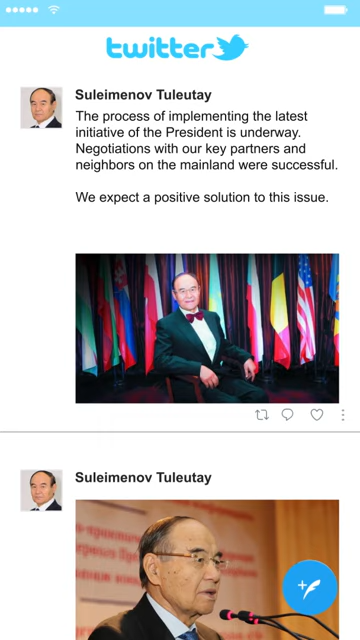 twitter
Suleimenov Tuleutay
The process of implementing the latest
initiative of the President is underway.
Negotiations with our key partners and
neighbors on the mainland were successful.
We expect a positive solution to this issue.
Suleimenov Tuleutay